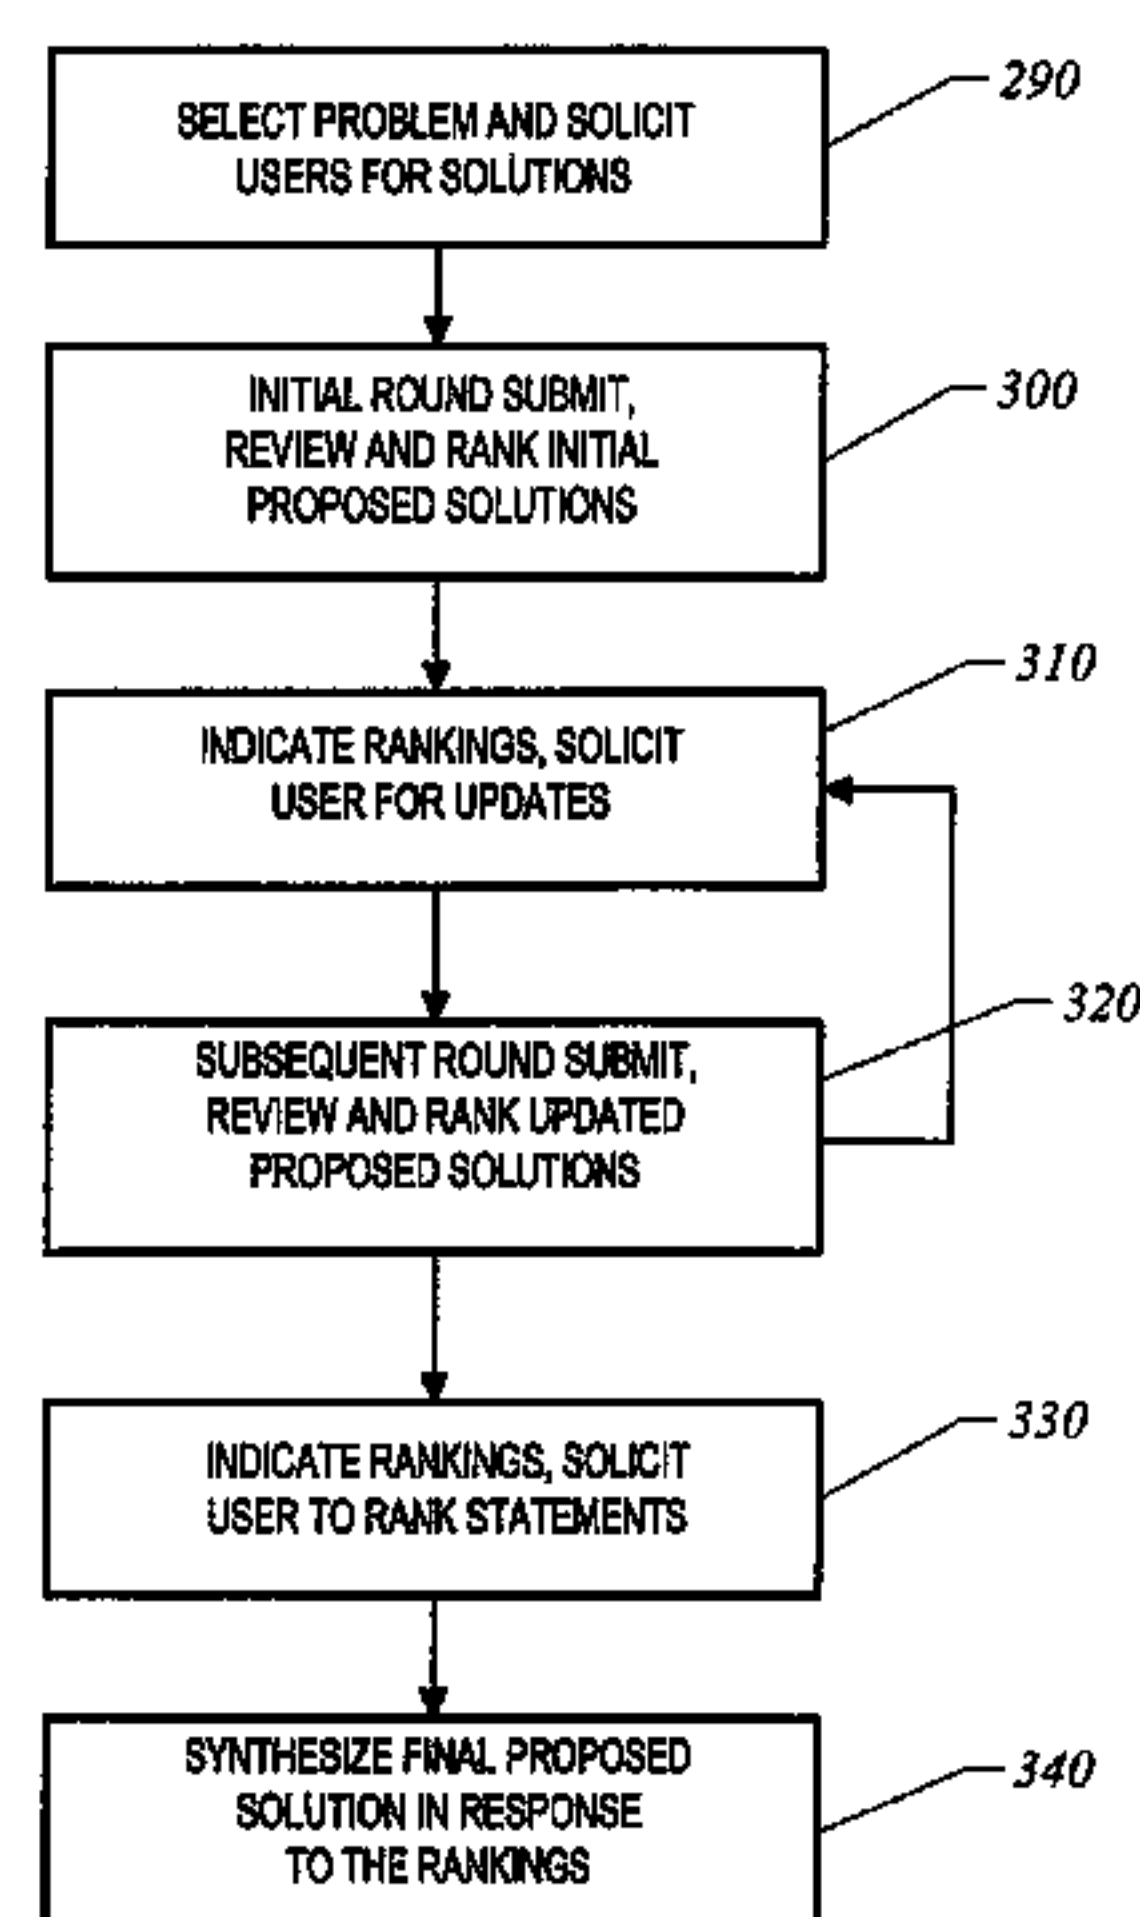 SELECT PROBLEM AND SOLICIT
USERS FOR SOLUTIONS
290
INITIAL ROUND SUBMIT,
REVIEW AND RANK INITIAL
PROPOSED SOLUTIONS
300
310
INDICATE RANKINGS, SOLICIT
USER FOR UPDATES
320
SUBSEQUENT ROUND SUBMIT,
REVIEW AND RANK UPDATED
PROPOSED SOLUTIONS
330
INDICATE RANKINGS, SOLICIT
USER TO RANK STATEMENTS
SYNTHESIZE FINAL PROPOSED
SOLUTION IN RESPONSE
TO THE RANKINGS
340